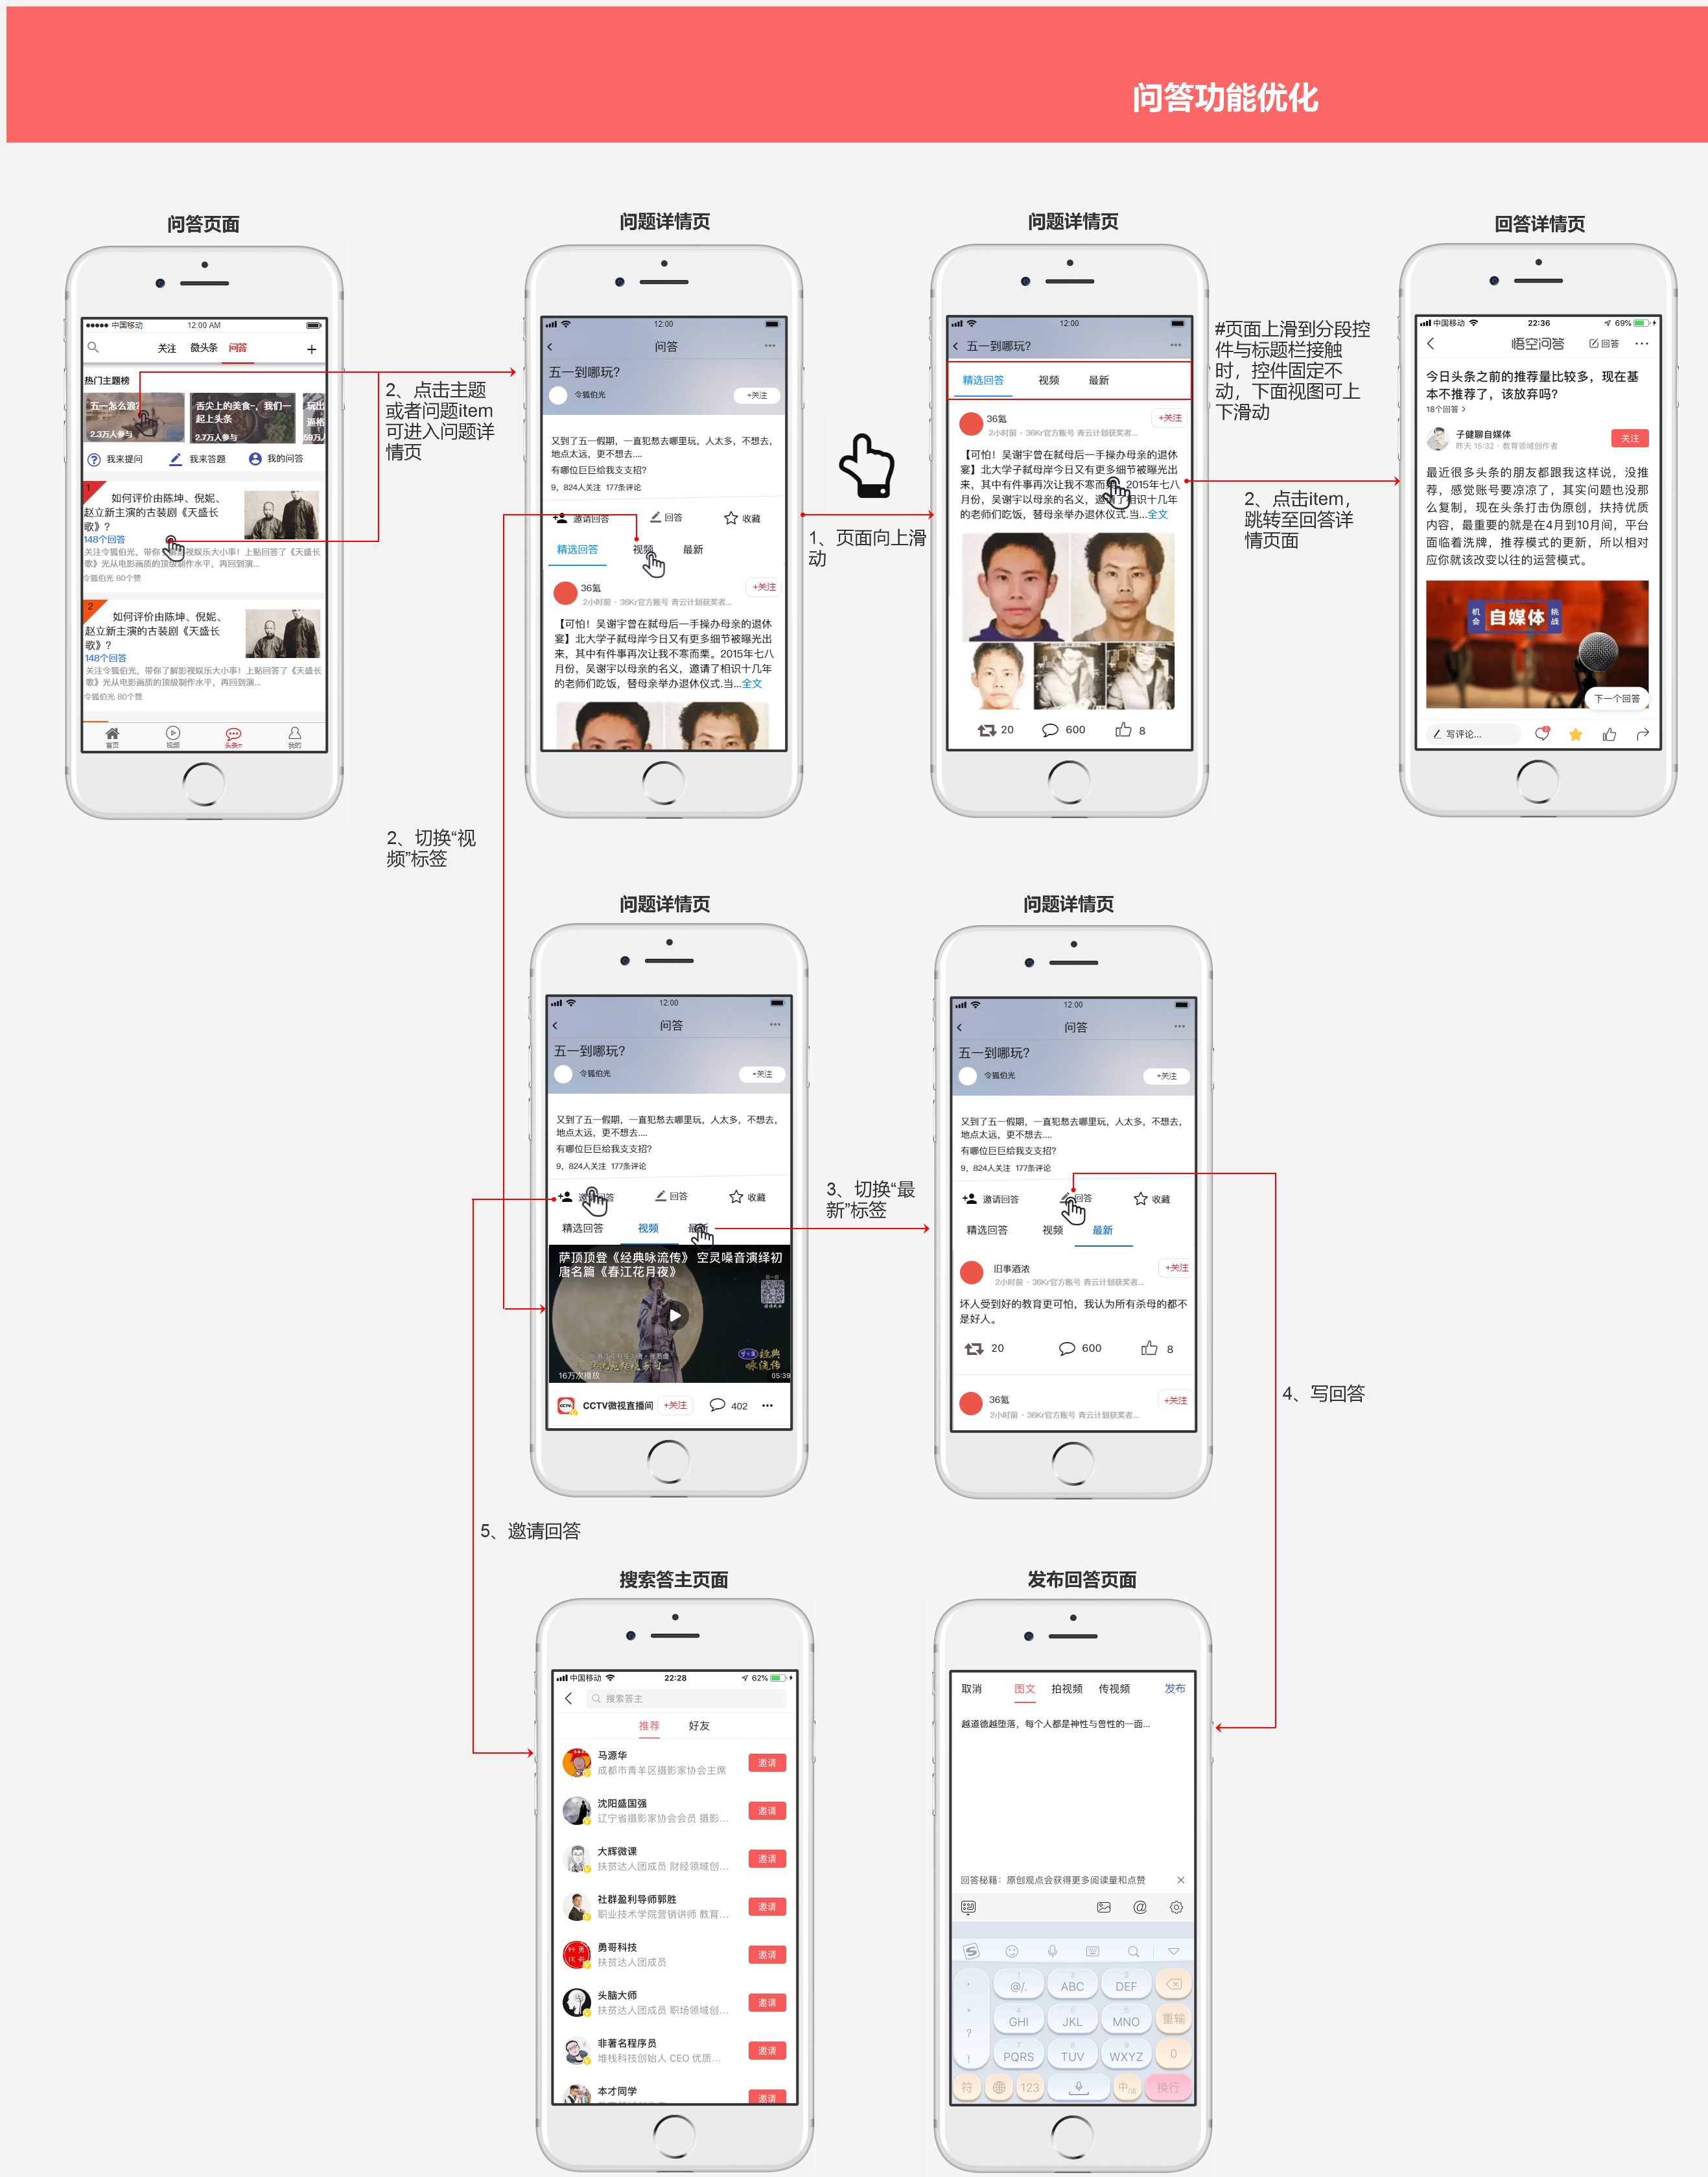 问答功能优化
问答页面
中国移动
12:00 AM
关注
微头条
问答
+
热门主题榜
五一怎么浪?
2.3万人参与
舌尖上的美食~,我们一
起上头条
2.7万人参与
玩出
逼格
59万人
我来提问
我来答题
我的问答
1
如何评价由陈坤、倪妮、
赵立新主演的古装剧《天盛长
歌》?
148个回答
关注令狐伯光,带你了解影视娱乐大小事!上贴回答了《天盛长
歌》光从电影画质的顶级制作水平,再回到演...
令狐伯光 80个赞
2
如何评价由陈坤、倪妮、
赵立新主演的古装剧《天盛长
歌》?
148个回答
关注令狐伯光,带你了解影视娱乐大小事!上贴回答了《天盛长
歌》光从电影画质的顶级制作水平,再回到演...
令狐伯光 80个赞
首页
视频
我的
2、点击主题
或者问题item
可进入问题详
情页
问题详情页
12:00
问答
五一到哪玩?
令狐伯光
+关注
又到了五一假期,一直犯愁去哪里玩,人太多,不想去,
地点太远,更不想去....
有哪位巨巨给我支支招?
9,824人关注 177条评论
邀请回答
回答
收藏
精选回答
视频
最新
36氪
+关注
2小时前 · 36Kr官方账号 青云计划获奖者...
【可怕!吴谢宇曾在弑母后一手操办母亲的退休
宴】北大学子弑母岸今日又有更多细节被曝光出
来,其中有件事再次让我不寒而栗。2015年七八
月份,吴谢宇以母亲的名义,邀请了相识十几年
的老师们吃饭,替母亲举办退休仪式.当...全文
1、页面向上滑
动
问题详情页
12:00
五一到哪玩?
精选回答
视频
最新
36氪
+关注
2小时前 · 36Kr官方账号 青云计划获奖者...
【可怕!吴谢宇曾在弑母后一手操办母亲的退休
宴】北大学子弑母岸今日又有更多细节被曝光出
来,其中有件事再次让我不寒而栗。2015年七八
月份,吴谢宇以母亲的名义,邀请了相识十几年
的老师们吃饭,替母亲举办退休仪式.当...全文
20
600
8
#页面上滑到分段控
件与标题栏接触
时,控件固定不
动,下面视图可上
下滑动
2、点击item,
跳转至回答详
情页面
回答详情页
中国移动
22:36
69%
悟空问答
回答
今日头条之前的推荐量比较多,现在基
本不推荐了,该放弃吗?
18个回答 >
子健聊自媒体
昨天 15:32 · 教育领域创作者
关注
最近很多头条的朋友都跟我这样说,没推
荐,感觉账号要凉凉了,其实问题也没那
么复制,现在头条打击伪原创,扶持优质
内容,最重要的就是在4月到10月间,平台
面临着洗牌,推荐模式的更新,所以相对
应你就该改变以往的运营模式。
机会
自媒体
挑战
下一个回答
写评论...
2、切换“视
频”标签
问题详情页
12:00
问答
五一到哪玩?
令狐伯光
+关注
又到了五一假期,一直犯愁去哪里玩,人太多,不想去,
地点太远,更不想去....
有哪位巨巨给我支支招?
9,824人关注 177条评论
邀请回答
回答
收藏
精选回答
视频
最新
萨顶顶登《经典咏流传》 空灵嗓音演绎初
唐名篇《春江花月夜》
经典
咏流传
16万次播放
05:39
CCTV微视直播间
+关注
402
3、切换“最
新”标签
问题详情页
12:00
问答
五一到哪玩?
令狐伯光
+关注
又到了五一假期,一直犯愁去哪里玩,人太多,不想去,
地点太远,更不想去....
有哪位巨巨给我支支招?
9,824人关注 177条评论
邀请回答
回答
收藏
精选回答
视频
最新
旧事酒浓
+关注
2小时前 · 36Kr官方账号 青云计划获奖者...
坏人受到好的教育更可怕,我认为所有杀母的都不
是好人。
20
600
8
36氪
+关注
2小时前 · 36Kr官方账号 青云计划获奖者...
4、写回答
5、邀请回答
搜索答主页面
中国移动
22:28
62%
搜索答主
推荐
好友
马源华
成都市青羊区摄影家协会主席
邀请
沈阳盛国强
辽宁省摄影家协会会员 摄影...
邀请
大辉微课
扶贫达人团成员 财经领域创...
邀请
社群盈利导师郭胜
职业技术学院营销讲师 教育...
邀请
勇哥科技
扶贫达人团成员
邀请
头脑大师
扶贫达人团成员 职场领域创...
邀请
非著名程序员
堆栈科技创始人 CEO 优质...
邀请
本才同学
邀请
发布回答页面
取消
图文
拍视频
传视频
发布
越道德越堕落,每个人都是神性与兽性的一面...
回答秘籍:原创观点会获得更多阅读量和点赞
@/.
ABC
DEF
GHI
JKL
MNO
重输
PQRS
TUV
WXYZ
0
符
123
中/英
换行